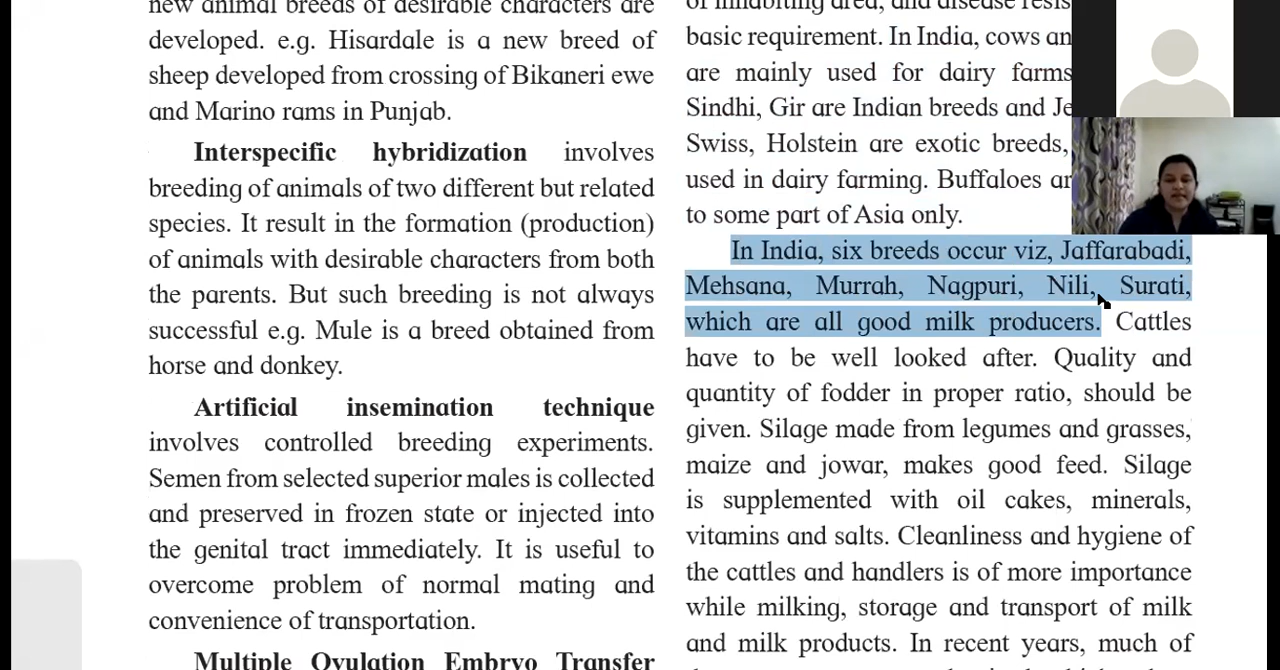 new animal breeds of desirable characters are
developed. e.g. Hisardale is a new breed of
sheep developed from crossing of Bikaneri ewe
and Marino rams in Punjab.
Interspecific hybridization involves
breeding of animals of two different but related
species. It result in the formation (production)
of animals with desirable characters from both
the parents. But such breeding is not always
successful e.g. Mule is a breed obtained from
horse and donkey.
Artificial insemination technique
involves controlled breeding experiments.
Semen from selected superior males is collected
and preserved in frozen state or injected into
the genital tract immediately. It is useful to
overcome problem of normal mating and
convenience of transportation.
Multiple Ovulation Embryo Transfer
of inhabiting area, and disease
basic requirement. In India, cows
are mainly used for dairy farms
Sindhi, Gir are Indian breeds and
Swiss, Holstein are exotic breeds,
used in dairy farming. Buffaloes
to some part of Asia only.
In India, six breeds occur viz, Jaffarabadi,
Mehsana, Murrah, Nagpuri, Nili, Surati,
which are all good milk producers. Cattles
have to be well looked after. Quality and
quantity of fodder in proper ratio, should be
given. Silage made from legumes and grasses,
maize and jowar, makes good feed. Silage
is supplemented with oil cakes, minerals,
vitamins and salts. Cleanliness and hygiene of
the cattles and handlers is of more importance
while milking, storage and transport of milk
and milk products. In recent years, much of